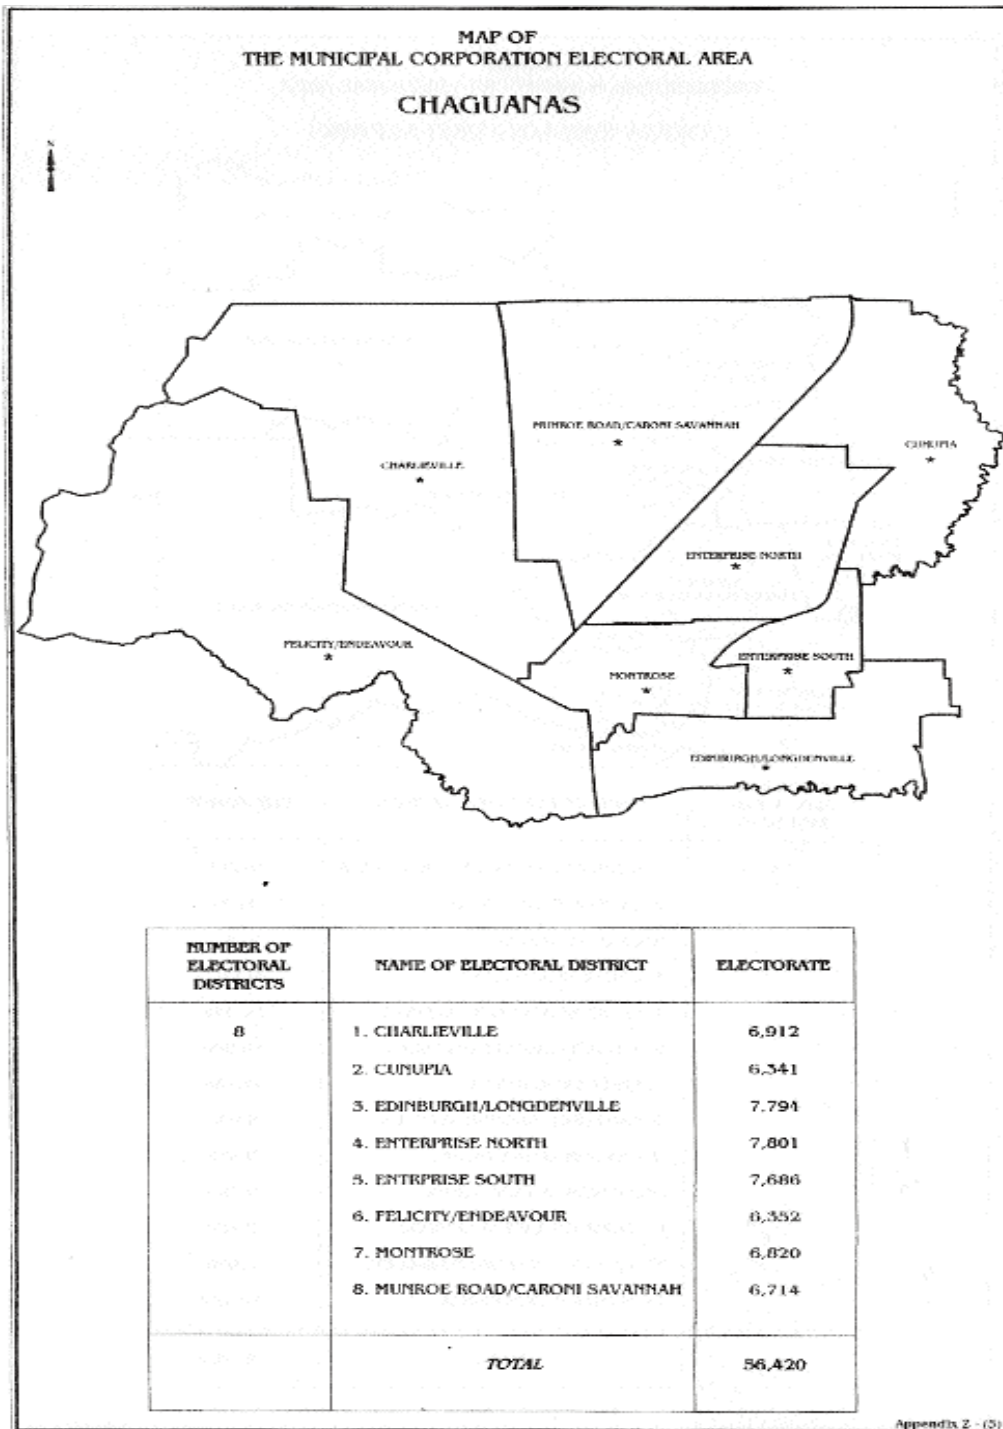 MAP OF
THE MUNICIPAL CORPORATION ELECTORAL AREA
CHAGUANAS
N
MUNROE ROAD/CARONI SAVANNAH
CUNUPIA
CHARLIEVILLE
ENTERPRISE NORTH
FELICITY/ENDEAVOUR
ENTERPRISE SOUTH
MONTROSE
EDINBURGH/LONGDENVILLE
NUMBER OF ELECTORAL DISTRICTS NAME OF ELECTORAL DISTRICT ELECTORATE
8 1. CHARLIEVILLE 6,912
2. CUNUPIA 6,341
3. EDINBURGH/LONGDENVILLE 7,794
4. ENTERPRISE NORTH 7,801
5. ENTRPRISE SOUTH 7,686
6. FELICITY/ENDEAVOUR 6,352
7. MONTROSE 6,820
8. MUNROE ROAD/CARONI SAVANNAH 6,714
TOTAL 56,420
Appendix 2 - (5)